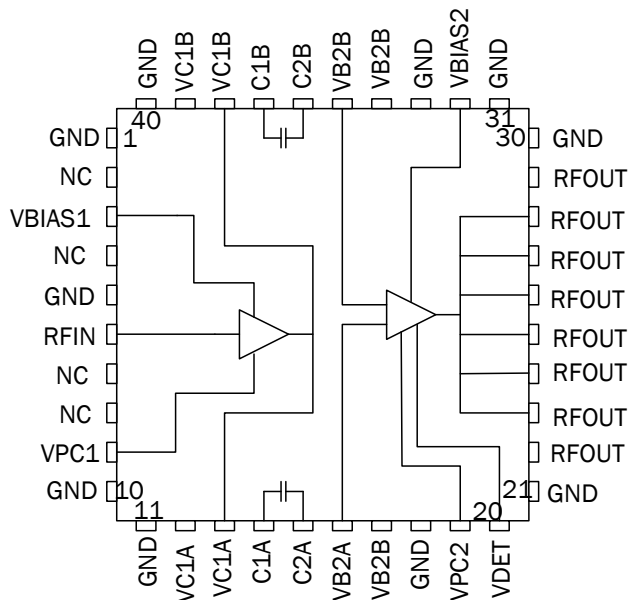 GND
VC1B
VC1B
C1B
C2B
VB2B
VB2B
GND
VBIAS2
GND
40
31
GND 1
30 GND
NC
RFOUT
VBIAS1
RFOUT
NC
RFOUT
GND
RFOUT
RFIN
RFOUT
NC
RFOUT
NC
RFOUT
VPC1
RFOUT
GND 10
21 GND
11
20
GND
VC1A
VC1A
C1A
C2A
VB2A
VB2B
GND
VPC2
VDET